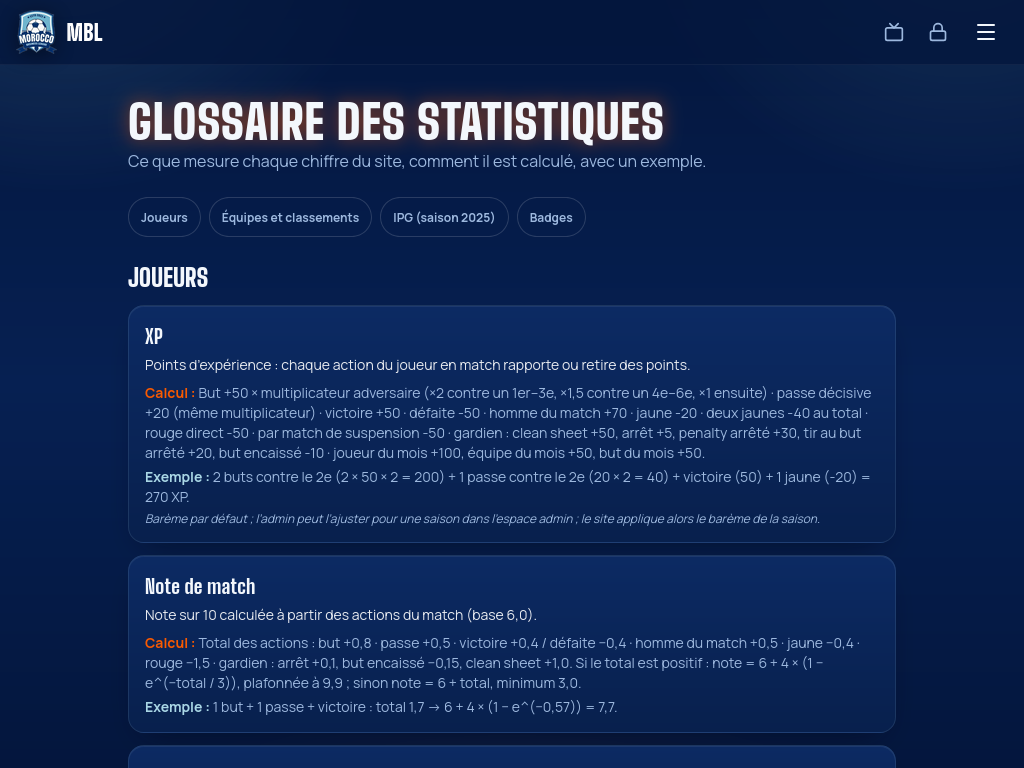 MOROCCO
MBL
GLOSSAIRE DES STATISTIQUES
Ce que mesure chaque chiffre du site, comment il est calculé, avec un exemple.
Joueurs
Équipes et classements
IPG (saison 2025)
Badges
JOUEURS
XP
Points d'expérience : chaque action du joueur en match rapporte ou retire des points.
Calcul : But +50 × multiplicateur adversaire (×2 contre un 1er–3e, ×1,5 contre un 4e–6e, ×1 ensuite) · passe décisive
+20 (même multiplicateur) · victoire +50 · défaite -50 · homme du match +70 · jaune -20 · deux jaunes -40 au total ·
rouge direct -50 · par match de suspension -50 · gardien : clean sheet +50, arrêt +5, penalty arrêté +30, tir au but
arrêté +20, but encaissé -10 · joueur du mois +100, équipe du mois +50, but du mois +50.
Exemple : 2 buts contre le 2e (2 × 50 × 2 = 200) + 1 passe contre le 2e (20 × 2 = 40) + victoire (50) + 1 jaune (-20) =
270 XP.
Barème par défaut ; l'admin peut l'ajuster pour une saison dans l'espace admin ; le site applique alors le barème de la saison.
Note de match
Note sur 10 calculée à partir des actions du match (base 6,0).
Calcul : Total des actions : but +0,8 · passe +0,5 · victoire +0,4 / défaite −0,4 · homme du match +0,5 · jaune −0,4 ·
rouge −1,5 · gardien : arrêt +0,1, but encaissé −0,15, clean sheet +1,0. Si le total est positif : note = 6 + 4 × (1 −
e^(−total / 3)), plafonnée à 9,9 ; sinon note = 6 + total, minimum 3,0.
Exemple : 1 but + 1 passe + victoire : total 1,7 → 6 + 4 × (1 − e^(−0,57)) = 7,7.